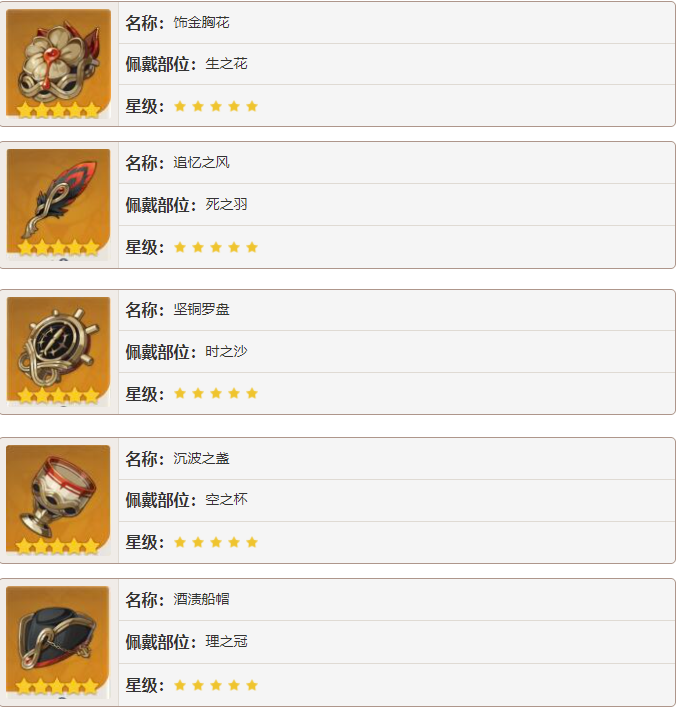 名称：饰金胸花
佩戴部位：生之花
星级：
名称：追忆之风
佩戴部位：死之羽
星级：
名称：坚铜罗盘
佩戴部位：时之沙
星级：
名称：沉波之盏
佩戴部位：空之杯
星级：
名称：酒渍船帽
佩戴部位：理之冠
星级：